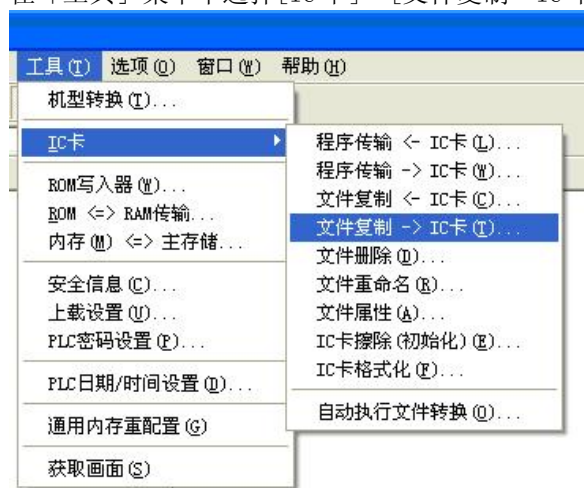 在「工具」菜单中选择[IC卡] - [文件复制 -> IC卡
工具(T) 选项(O) 窗口(W) 帮助(H)
机型转换(T)...
IC卡
ROM写入器(W)...
ROM <=> RAM传输...
内存(M) <=> 主存储...
安全信息(C)...
上载设置(U)...
PLC密码设置(P)...
PLC日期/时间设置(D)...
通用内存重配置(G)
获取画面(S)
程序传输 <- IC卡(L)...
程序传输 -> IC卡(W)...
文件复制 <- IC卡(C)...
文件复制 -> IC卡(T)...
文件删除(D)...
文件重命名(R)...
文件属性(A)...
IC卡擦除(初始化)(E)...
IC卡格式化(F)...
自动执行文件转换(O)...